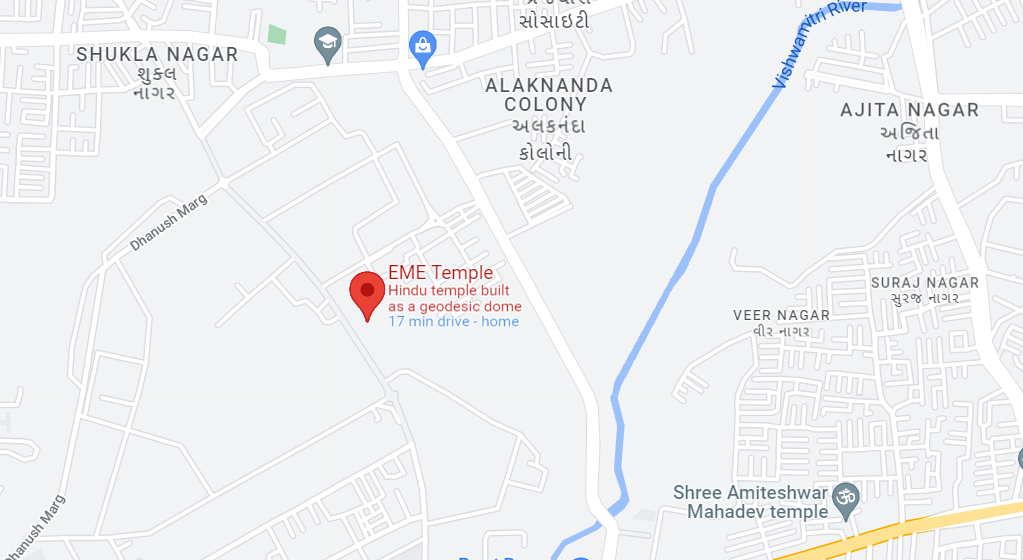 સોસાઇટી
Vishwamitri River
SHUKLA NAGAR
શુક્લ
નાગર
ALAKNANDA
COLONY
અલકનંદા
કોલોની
AJITA NAGAR
અજિતા
નાગર
Dhanush Marg
EME Temple
Hindu temple built
as a geodesic dome
17 min drive - home
SURAJ NAGAR
સુરજ નાગર
VEER NAGAR
વીર નાગર
Shree Amiteshwar
Mahadev temple
Dhanush Marg